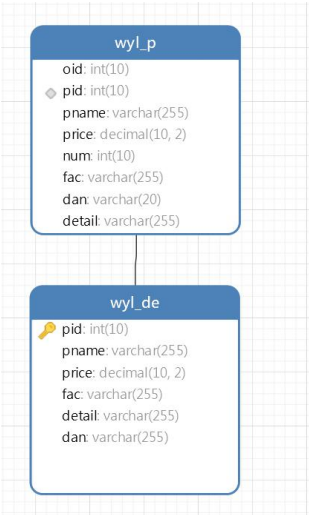 wyl_p
oid: int(10)
pid: int(10)
pname: varchar(255)
price: decimal(10, 2)
num: int(10)
fac: varchar(255)
dan: varchar(20)
detail: varchar(255)
wyl_de
pid: int(10)
pname: varchar(255)
price: decimal(10, 2)
fac: varchar(255)
detail: varchar(255)
dan: varchar(255)